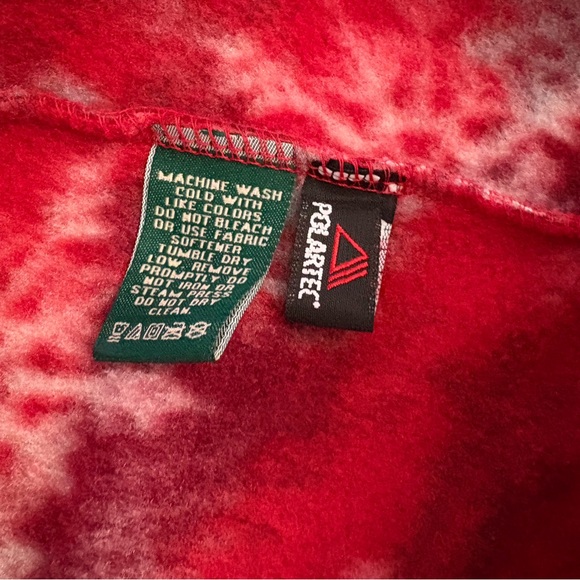 MACHINE WASH
COLD WITH
LIKE COLORS.
DO NOT BLEACH
OR USE FABRIC
SOFTENER.
TUMBLE DRY
LOW, REMOVE
PROMPTLY. DO
NOT IRON OR
STEAM PRESS
DO NOT DRY
CLEAN.
POLARTEC®